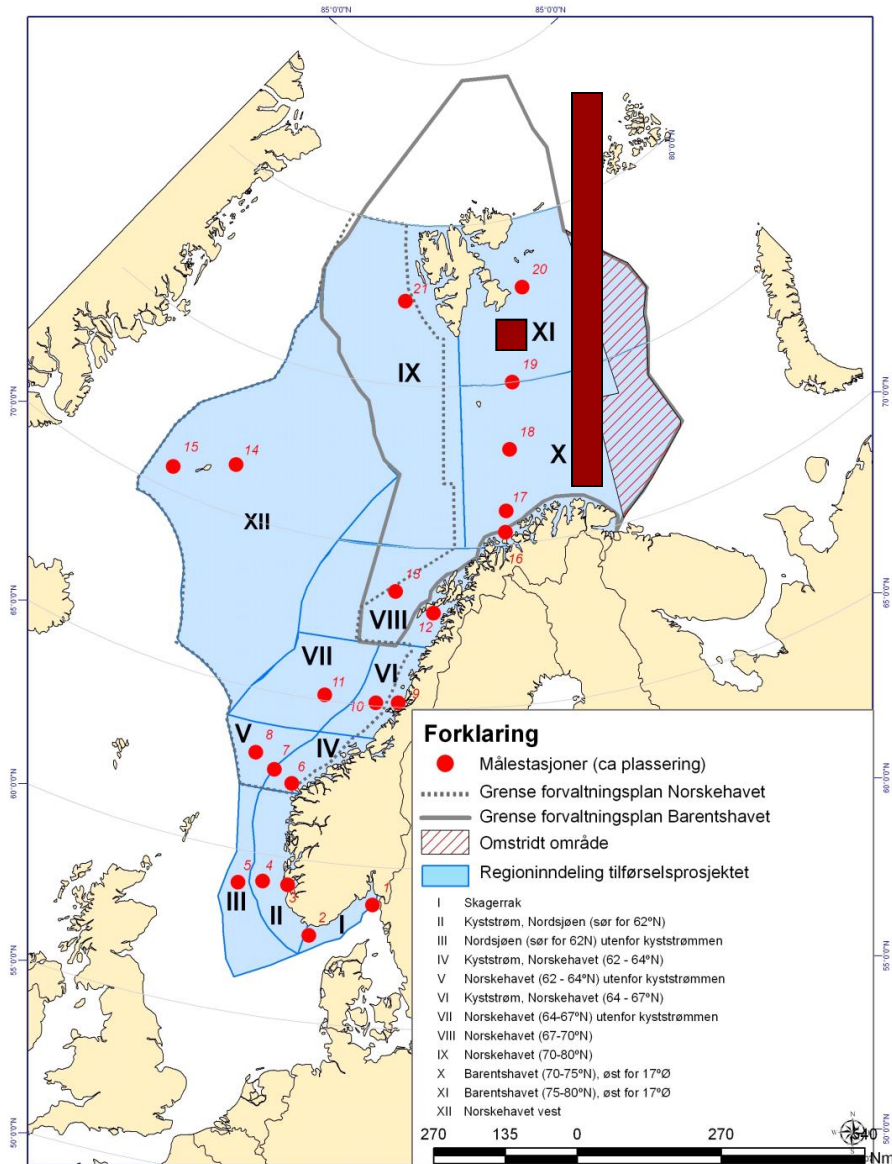 85°0'0"N
85°0'0"N
80°0'0"N
70°0'0"N
70°0'0"N
65°0'0"N
65°0'0"N
60°0'0"N
60°0'0"N
55°0'0"N
55°0'0"N
50°0'0"N
50°0'0"N
20
21
XI
IX
19
18
X
15
14
17
XII
16
13
VIII
12
VII
VI
11
10
9
V
8
7
IV
6
5
4
3
III
II
2
I
1
Forklaring
Målestasjoner (ca plassering)
Grense forvaltningsplan Norskehavet
Grense forvaltningsplan Barentshavet
Omstridt område
Regioninndeling tilførselsprosjektet
I Skagerrak
II Kyststrøm, Nordsjøen (sør for 62ºN)
III Nordsjøen (sør for 62N) utenfor kyststrømmen
IV Kyststrøm, Norskehavet (62 - 64ºN)
V Norskehavet (62 - 64ºN) utenfor kyststrømmen
VI Kyststrøm, Norskehavet (64 - 67ºN)
VII Norskehavet (64-67ºN) utenfor kyststrømmen
VIII Norskehavet (67-70ºN)
IX Norskehavet (70-80ºN)
X Barentshavet (70-75ºN), øst for 17ºØ
XI Barentshavet (75-80ºN), øst for 17ºØ
XII Norskehavet vest
N
W
S
270 135 0 270 540
Nm